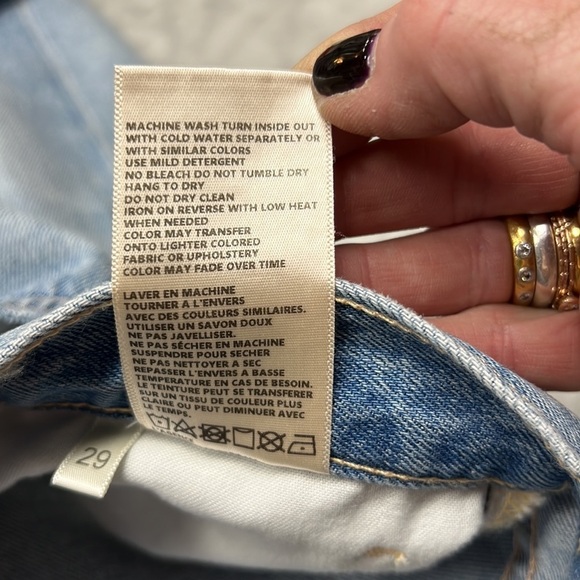 MACHINE WASH TURN INSIDE OUT
WITH COLD WATER SEPARATELY OR
WITH SIMILAR COLORS
USE MILD DETERGENT
NO BLEACH DO NOT TUMBLE DRY
HANG TO DRY
DO NOT DRY CLEAN
IRON ON REVERSE WITH LOW HEAT
WHEN NEEDED
COLOR MAY TRANSFER
ONTO LIGHTER COLORED
FABRIC OR UPHOLSTERY
COLOR MAY FADE OVER TIME
LAVER EN MACHINE
TOURNER A L'ENVERS
AVEC DES COULEURS SIMILAIRES.
UTILISER UN SAVON DOUX
NE PAS JAVELLISER.
NE PAS SÉCHER EN MACHINE
SUSPENDRE POUR SECHER
NE PAS NETTOYER A SEC
REPASSER L'ENVERS À BASSE
TEMPERATURE EN CAS DE BESOIN.
LE TEINTURE PEUT SE TRANSFERER
SUR UN TISSU DE COULEUR PLUS
CLAIRE OU PEUT DIMINUER AVEC
LE TEMPS.
29